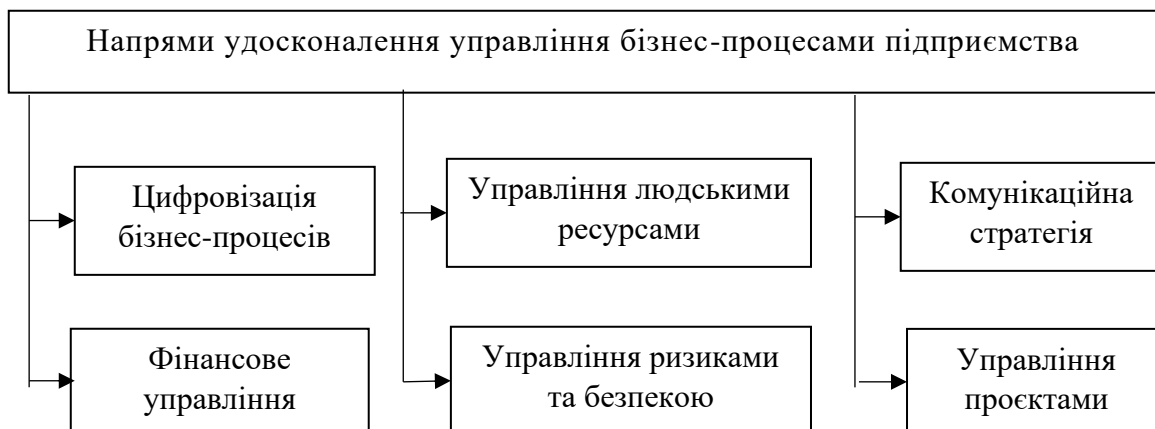 Напрями удосконалення управління бізнес-процесами підприємства
Цифровізація
бізнес-процесів
Управління людськими
ресурсами
Комунікаційна
стратегія
Фінансове
управління
Управління ризиками
та безпекою
Управління
проєктами